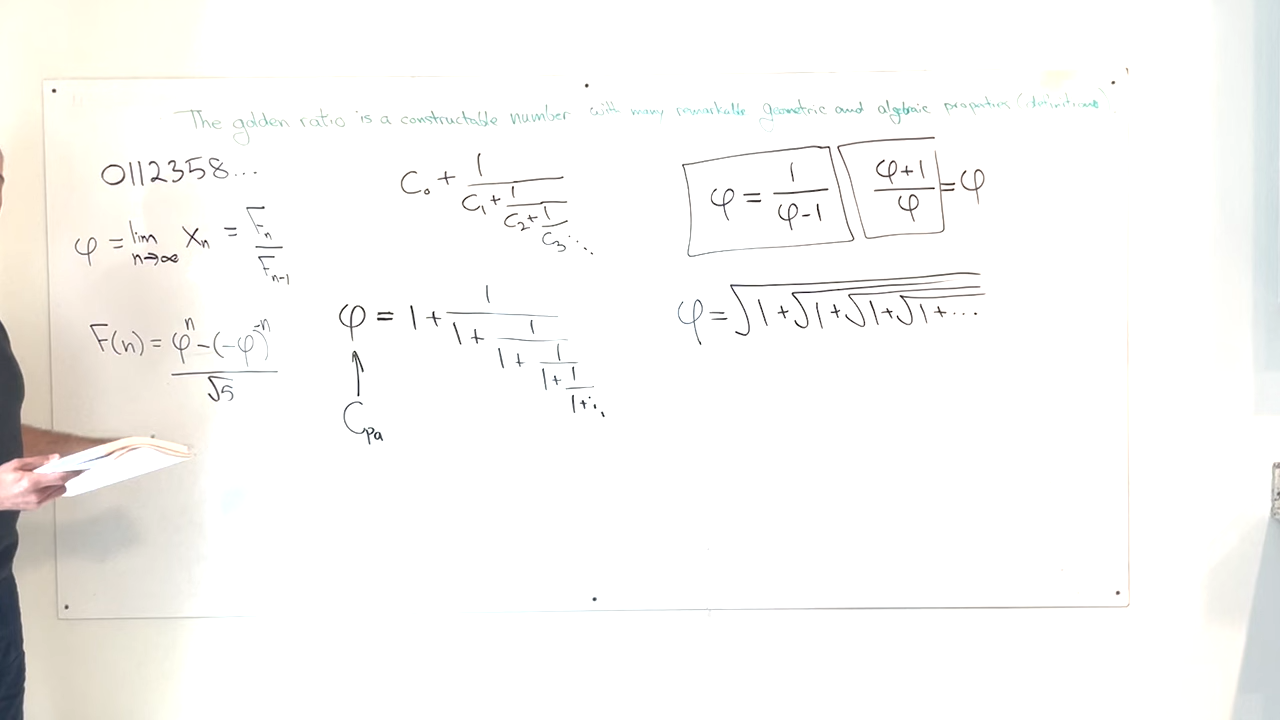 The golden ratio is a constructable number with many remarkable geometric and algebraic properties (definitions)
0112358...
φ = lim n→∞ xₙ = Fₙ / Fₙ₋₁
F(n) = (φⁿ - (-φ)⁻ⁿ) / √5
C₀ + 1/(C₁ + 1/(C₂ + 1/(C₃ ⋱
φ = 1 + 1/(1 + 1/(1 + 1/(1 + 1/(1 + ⋱
↑
Cₚₐ
φ = 1/(φ-1)
(φ+1)/φ = φ
φ = √(1+√(1+√(1+√(1+...